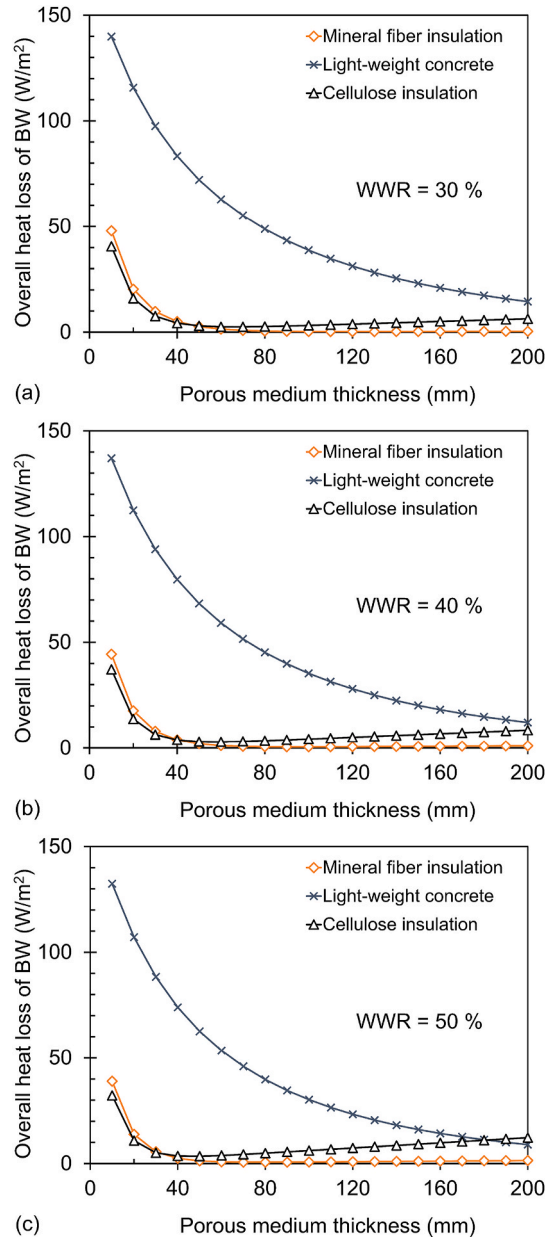 150
Mineral fiber insulation
Light-weight concrete
Cellulose insulation
100
WWR = 30 %
50
0
0 40 80 120 160 200
Overall heat loss of BW (W/m²)
(a) Porous medium thickness (mm)
150
Mineral fiber insulation
Light-weight concrete
Cellulose insulation
100
WWR = 40 %
50
0
0 40 80 120 160 200
Overall heat loss of BW (W/m²)
(b) Porous medium thickness (mm)
150
Mineral fiber insulation
Light-weight concrete
Cellulose insulation
100
WWR = 50 %
50
0
0 40 80 120 160 200
Overall heat loss of BW (W/m²)
Porous medium thickness (mm)
(c)